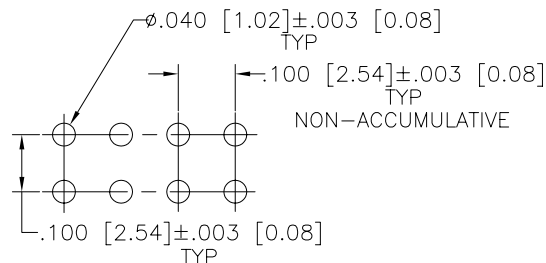 ⌀.040 [1.02]±.003 [0.08]
TYP
.100 [2.54]±.003 [0.08]
TYP
NON-ACCUMULATIVE
.100 [2.54]±.003 [0.08]
TYP